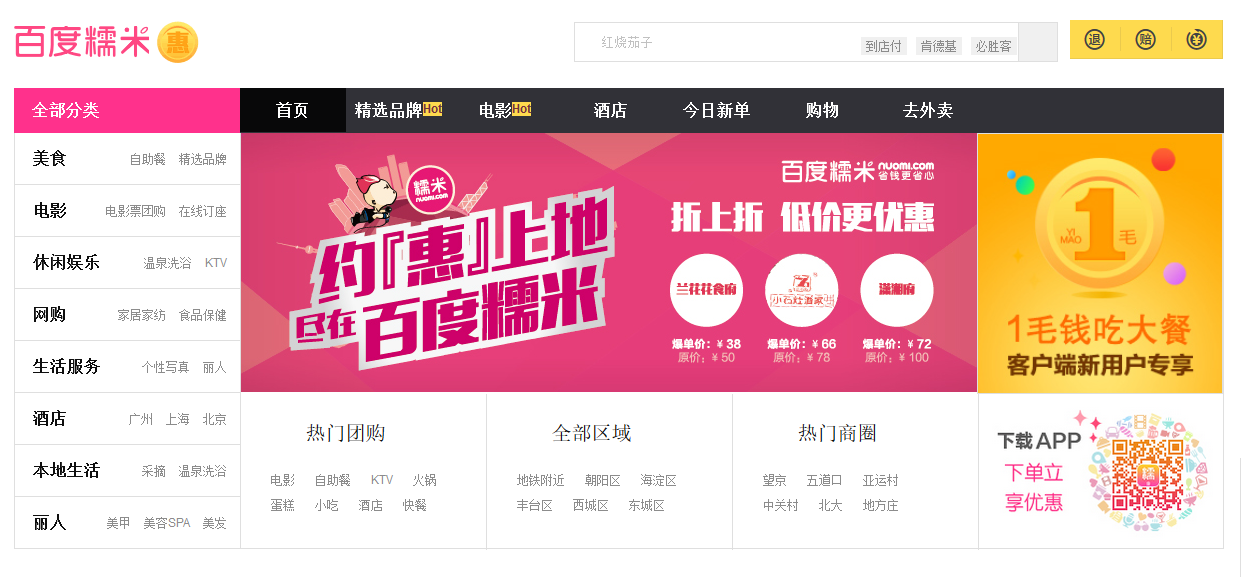 百度糯米 惠
红烧茄子 到店付 肯德基 必胜客
退 赔 ¥
全部分类 首页 精选品牌Hot 电影Hot 酒店 今日新单 购物 去外卖
美食 自助餐 精选品牌
电影 电影票团购 在线订座
休闲娱乐 温泉洗浴 KTV
网购 家居家纺 食品保健
生活服务 个性写真 丽人
酒店 广州 上海 北京
本地生活 采摘 温泉洗浴
丽人 美甲 美容SPA 美发
糯米
nuomi.com
约『惠』上地
尽在百度糯米
百度糯米 nuomi.com
省钱更省心
折上折 低价更优惠
兰花花食府 小石灶酒家 潇湘府
爆单价：¥ 38 爆单价：¥ 66 爆单价：¥ 72
原价：¥ 50 原价：¥ 78 原价：¥ 100
1
YI
MAO
毛
1毛钱吃大餐
客户端新用户专享
热门团购
电影 自助餐 KTV 火锅
蛋糕 小吃 酒店 快餐
全部区域
地铁附近 朝阳区 海淀区
丰台区 西城区 东城区
热门商圈
望京 五道口 亚运村
中关村 北大 地方庄
下载APP
下单立
享优惠
糯米